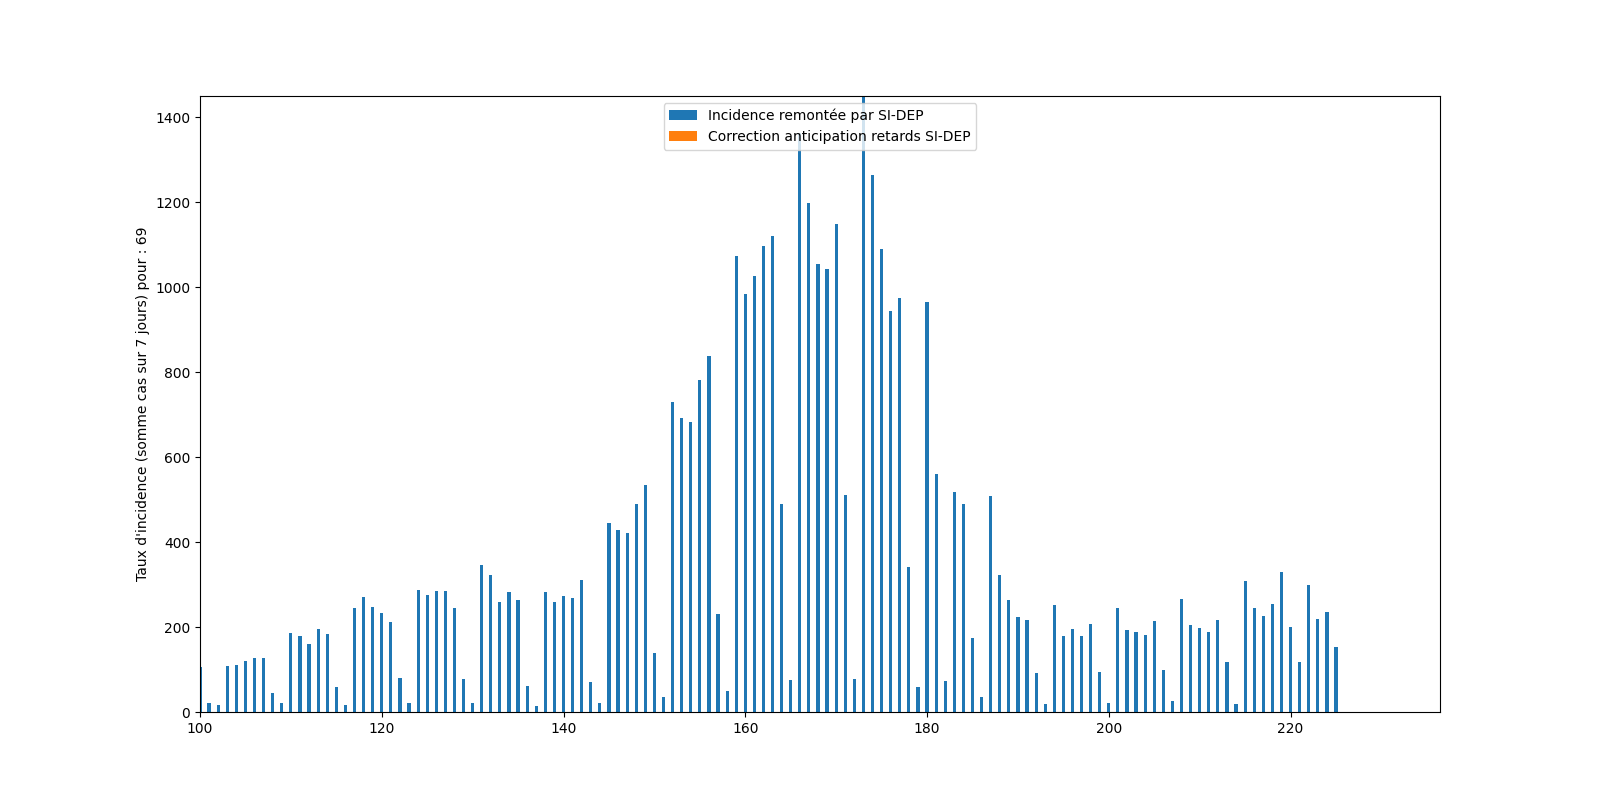 Incidence remontée par SI-DEP
Correction anticipation retards SI-DEP
Taux d'incidence (somme cas sur 7 jours) pour : 69
1400
1200
1000
800
600
400
200
0
100 120 140 160 180 200 220